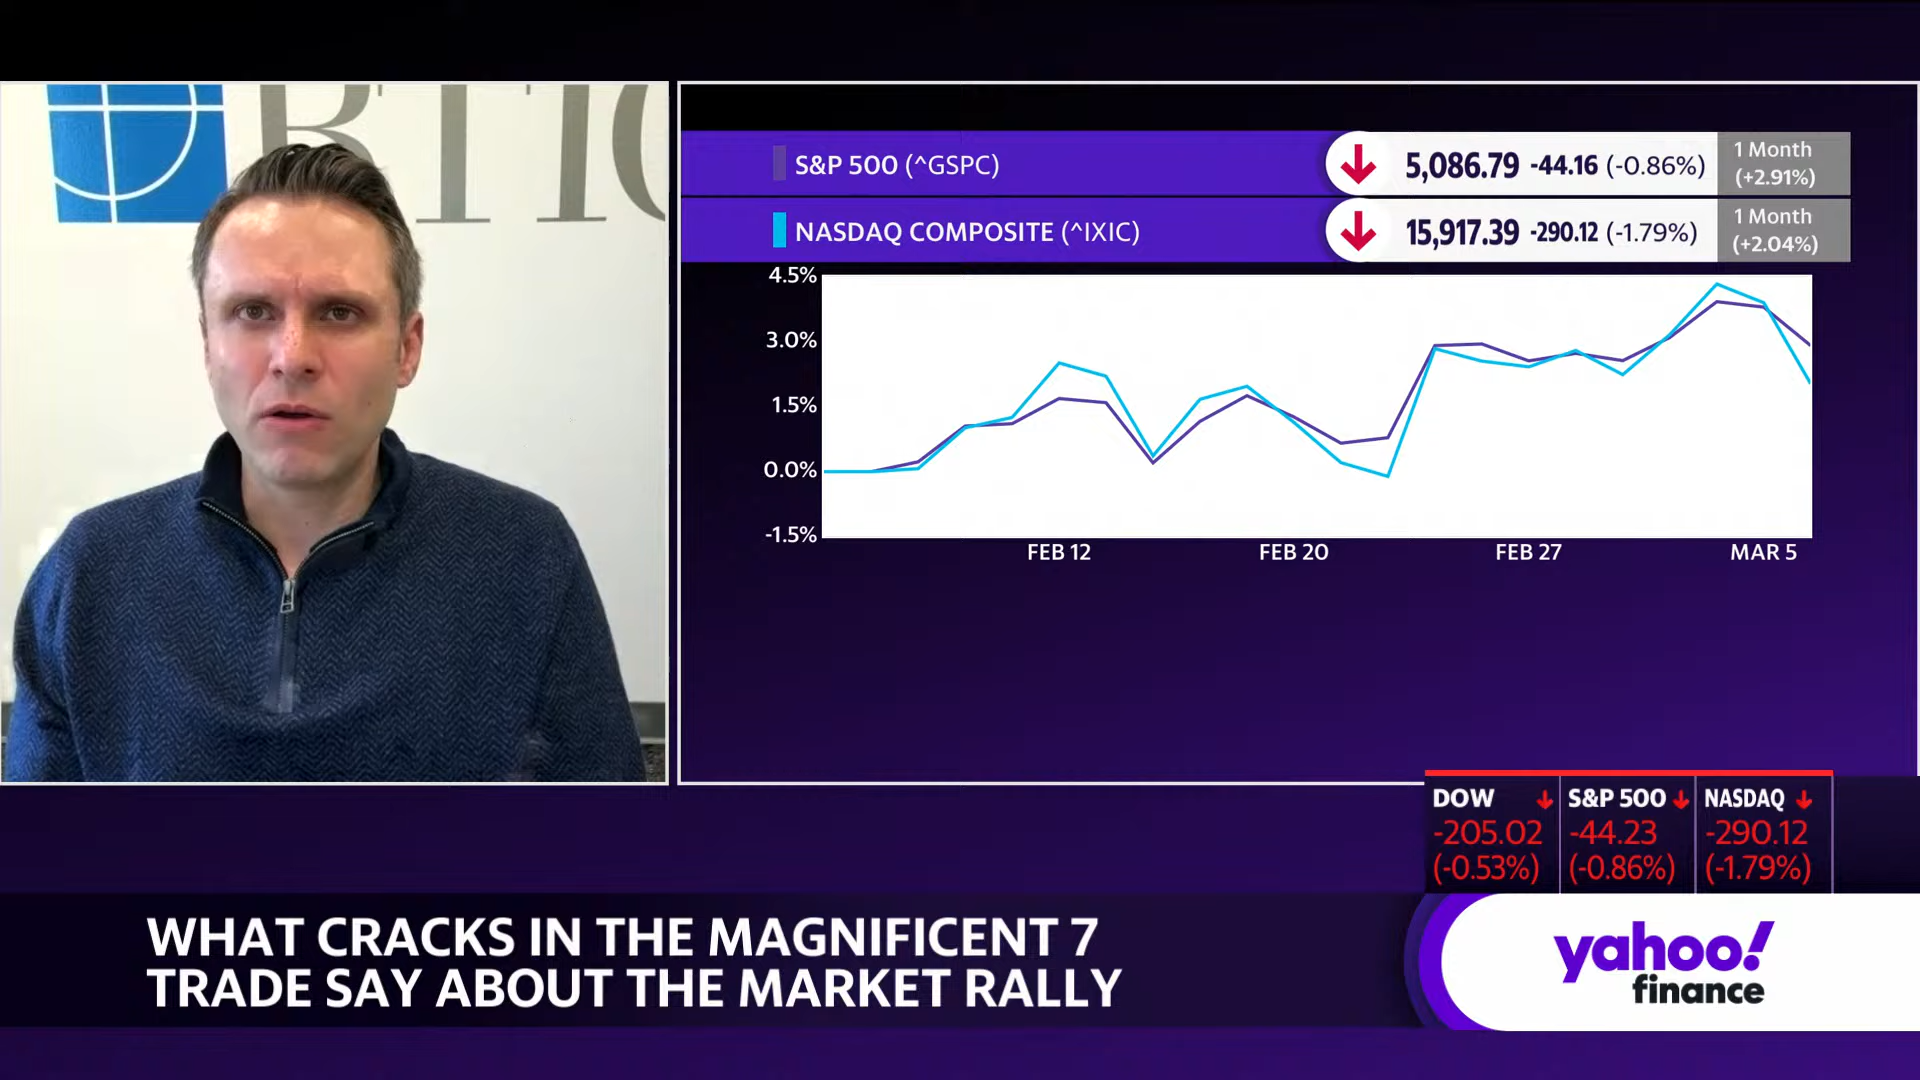 BTIG
S&P 500 (^GSPC) 5,086.79 -44.16 (-0.86%) 1 Month (+2.91%)
NASDAQ COMPOSITE (^IXIC) 15,917.39 -290.12 (-1.79%) 1 Month (+2.04%)
4.5%
3.0%
1.5%
0.0%
-1.5%
FEB 12 FEB 20 FEB 27 MAR 5
DOW S&P 500 NASDAQ
-205.02 -44.23 -290.12
(-0.53%) (-0.86%) (-1.79%)
WHAT CRACKS IN THE MAGNIFICENT 7
TRADE SAY ABOUT THE MARKET RALLY
yahoo!
finance